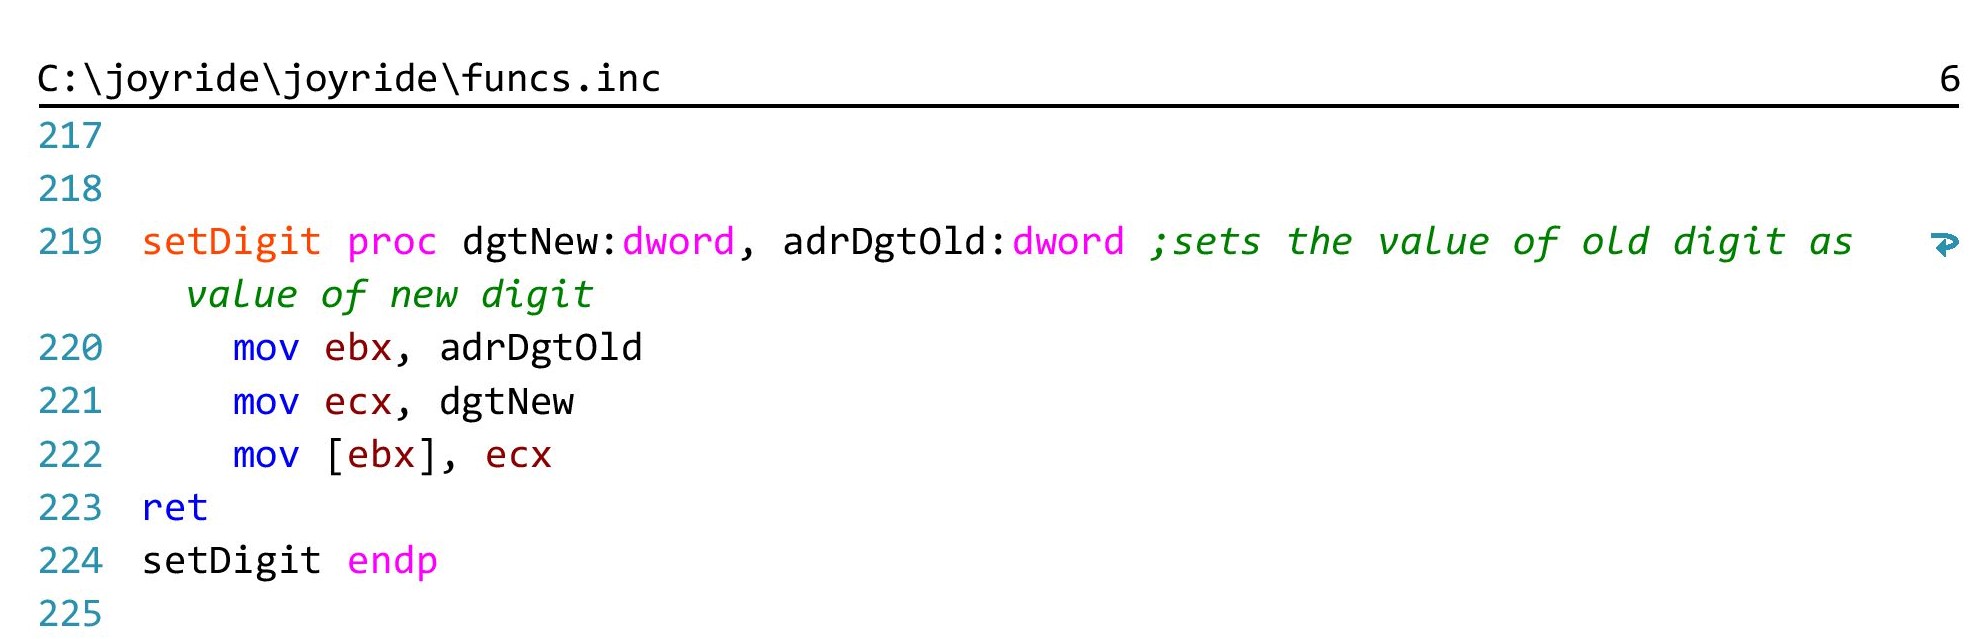 C:\joyride\joyride\funcs.inc 6
217
218
219 setDigit proc dgtNew:dword, adrDgtOld:dword ;sets the value of old digit as
value of new digit
220 mov ebx, adrDgtOld
221 mov ecx, dgtNew
222 mov [ebx], ecx
223 ret
224 setDigit endp
225